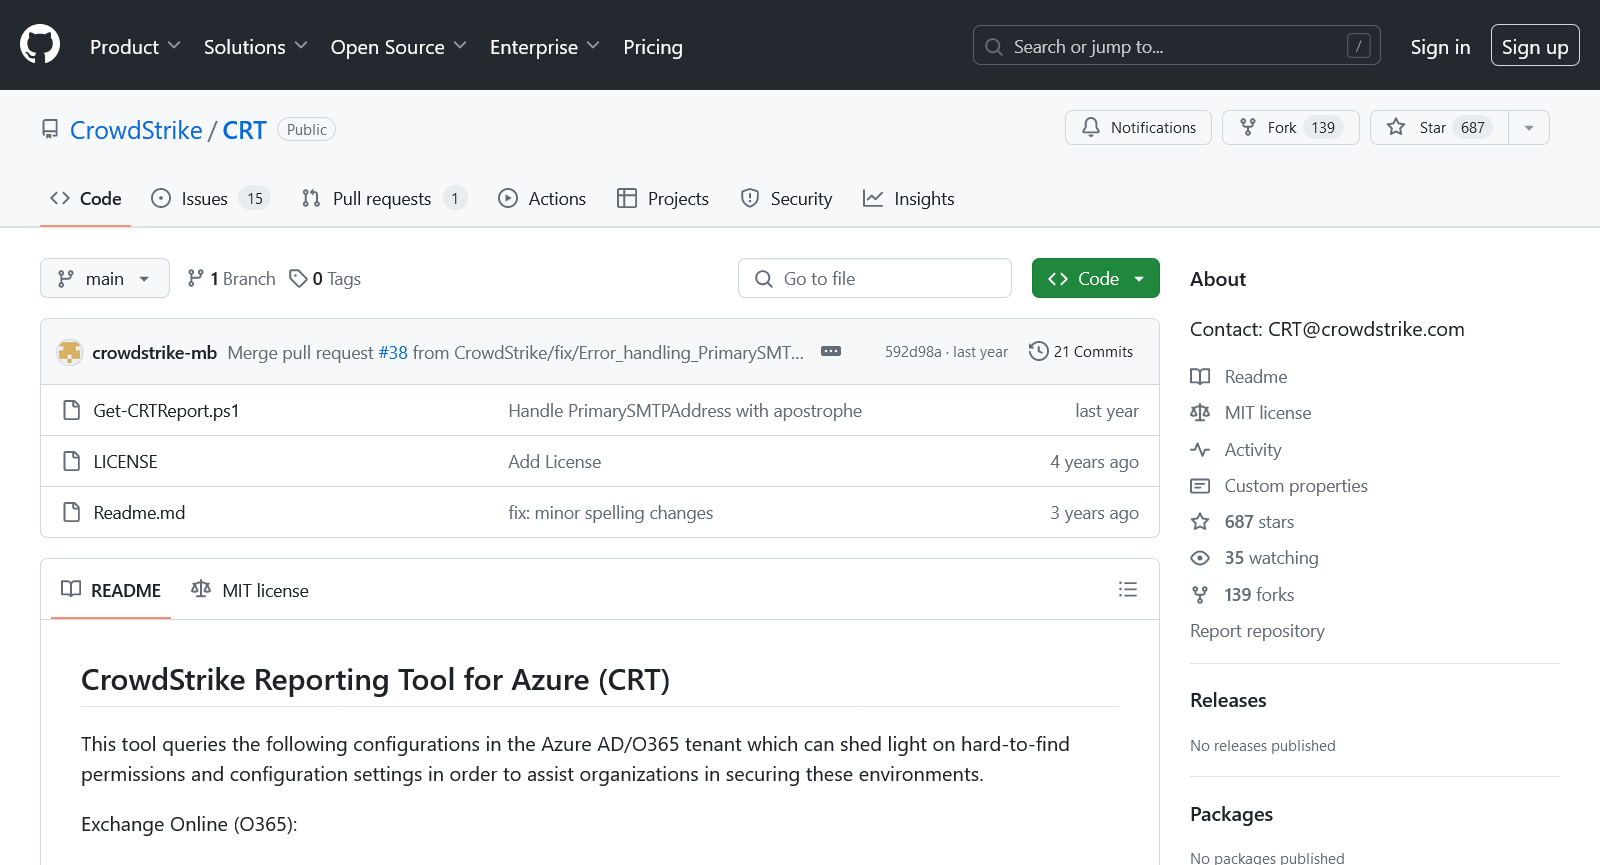 Product Solutions Open Source Enterprise Pricing Search or jump to... / Sign in Sign up
CrowdStrike / CRT Public Notifications Fork 139 Star 687
Code Issues 15 Pull requests 1 Actions Projects Security Insights
main 1 Branch 0 Tags Go to file Code
crowdstrike-mb Merge pull request #38 from CrowdStrike/fix/Error_handling_PrimarySMT... 592d98a · last year 21 Commits
Get-CRTReport.ps1 Handle PrimarySMTPAddress with apostrophe last year
LICENSE Add License 4 years ago
Readme.md fix: minor spelling changes 3 years ago
README MIT license
CrowdStrike Reporting Tool for Azure (CRT)
This tool queries the following configurations in the Azure AD/O365 tenant which can shed light on hard-to-find
permissions and configuration settings in order to assist organizations in securing these environments.
Exchange Online (O365):
About
Contact: CRT@crowdstrike.com
Readme
MIT license
Activity
Custom properties
687 stars
35 watching
139 forks
Report repository
Releases
No releases published
Packages
No packages published